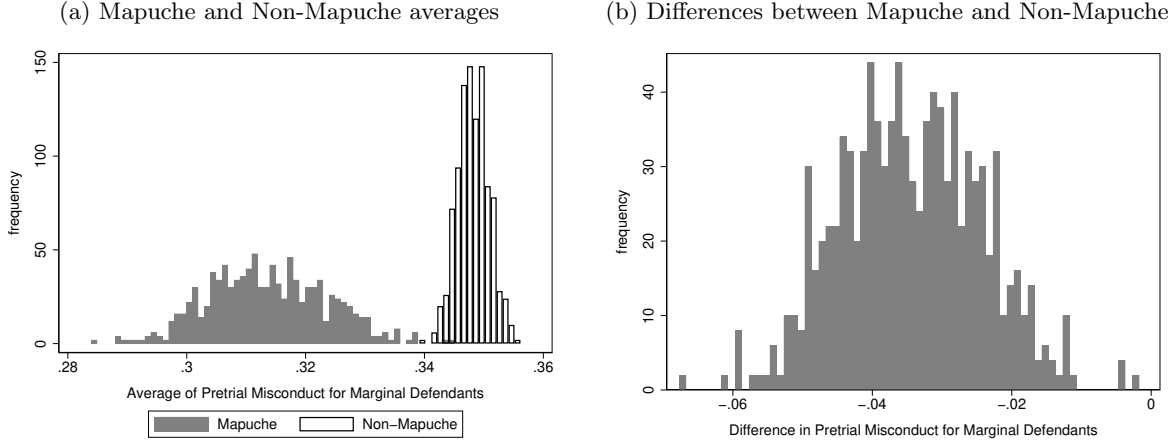 (a) Mapuche and Non-Mapuche averages
150
100
50
0
frequency
.28 .3 .32 .34 .36
Average of Pretrial Misconduct for Marginal Defendants
Mapuche Non−Mapuche
(b) Differences between Mapuche and Non-Mapuche
40
30
20
10
0
frequency
−.06 −.04 −.02 0
Difference in Pretrial Misconduct for Marginal Defendants